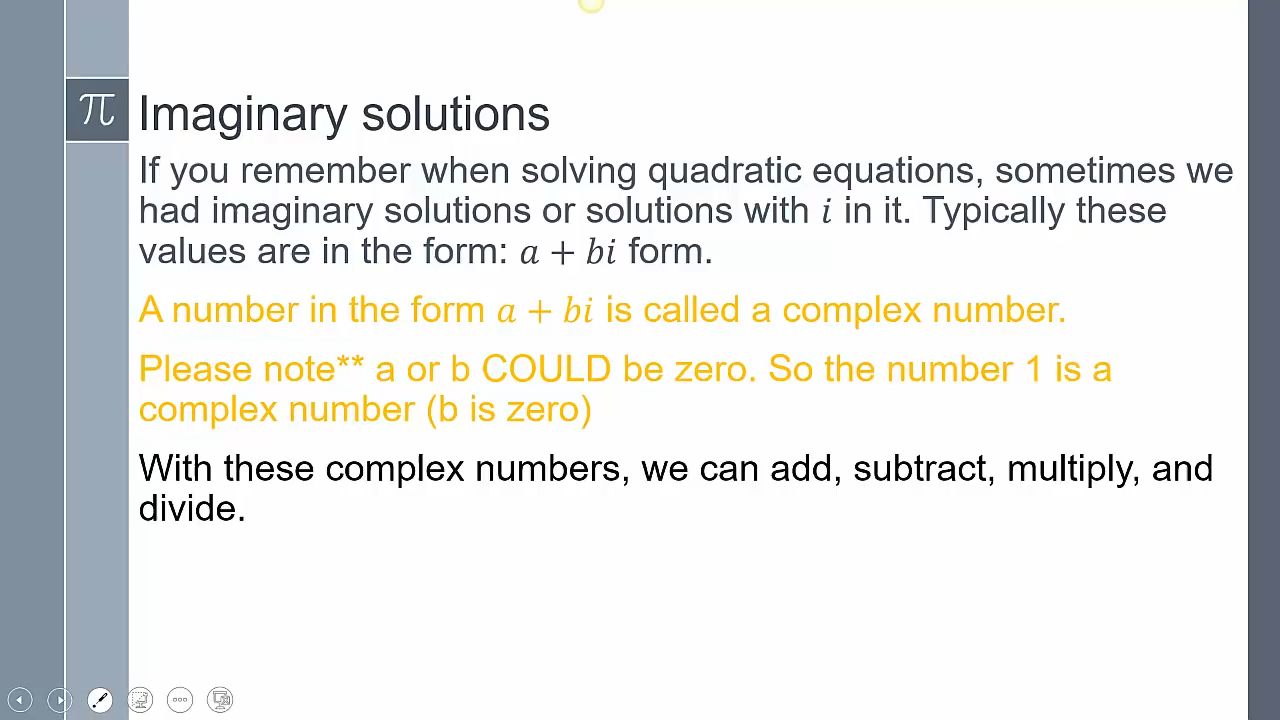 π Imaginary solutions
If you remember when solving quadratic equations, sometimes we
had imaginary solutions or solutions with 𝑖 in it. Typically these
values are in the form: 𝑎 + 𝑏𝑖 form.
A number in the form 𝑎 + 𝑏𝑖 is called a complex number.
Please note** a or b COULD be zero. So the number 1 is a
complex number (b is zero)
With these complex numbers, we can add, subtract, multiply, and
divide.